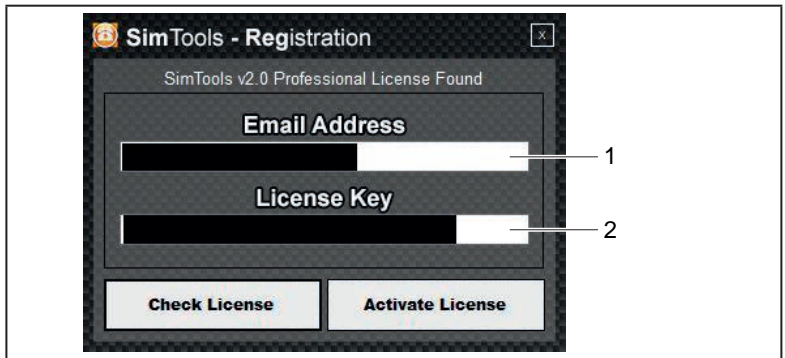 SimTools - Registration
x
SimTools v2.0 Professional License Found
Email Address
1
License Key
2
Check License Activate License